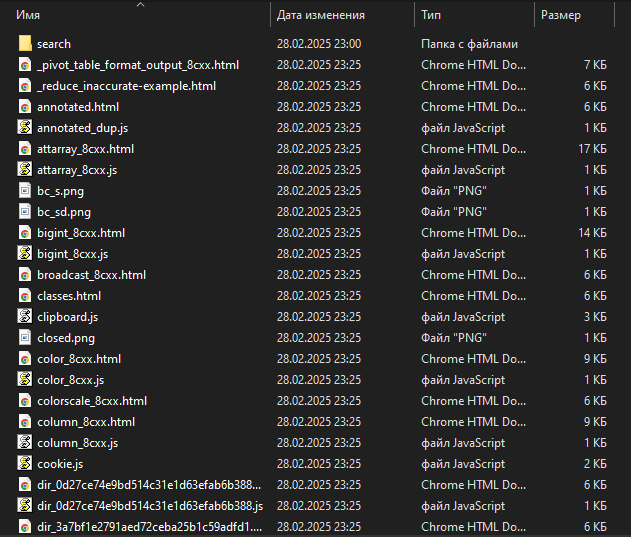 Имя Дата изменения Тип Размер
search 28.02.2025 23:00 Папка с файлами
_pivot_table_format_output_8cxx.html 28.02.2025 23:25 Chrome HTML Do... 7 КБ
_reduce_inaccurate-example.html 28.02.2025 23:25 Chrome HTML Do... 6 КБ
annotated.html 28.02.2025 23:25 Chrome HTML Do... 6 КБ
annotated_dup.js 28.02.2025 23:25 файл JavaScript 1 КБ
attarray_8cxx.html 28.02.2025 23:25 Chrome HTML Do... 17 КБ
attarray_8cxx.js 28.02.2025 23:25 файл JavaScript 1 КБ
bc_s.png 28.02.2025 23:25 Файл "PNG" 1 КБ
bc_sd.png 28.02.2025 23:25 Файл "PNG" 1 КБ
bigint_8cxx.html 28.02.2025 23:25 Chrome HTML Do... 14 КБ
bigint_8cxx.js 28.02.2025 23:25 файл JavaScript 1 КБ
broadcast_8cxx.html 28.02.2025 23:25 Chrome HTML Do... 6 КБ
classes.html 28.02.2025 23:25 Chrome HTML Do... 6 КБ
clipboard.js 28.02.2025 23:25 файл JavaScript 3 КБ
closed.png 28.02.2025 23:25 Файл "PNG" 1 КБ
color_8cxx.html 28.02.2025 23:25 Chrome HTML Do... 9 КБ
color_8cxx.js 28.02.2025 23:25 файл JavaScript 1 КБ
colorscale_8cxx.html 28.02.2025 23:25 Chrome HTML Do... 6 КБ
column_8cxx.html 28.02.2025 23:25 Chrome HTML Do... 9 КБ
column_8cxx.js 28.02.2025 23:25 файл JavaScript 1 КБ
cookie.js 28.02.2025 23:25 файл JavaScript 2 КБ
dir_0d27ce74e9bd514c31e1d63efab6b388... 28.02.2025 23:25 Chrome HTML Do... 6 КБ
dir_0d27ce74e9bd514c31e1d63efab6b388.js 28.02.2025 23:25 файл JavaScript 1 КБ
dir_3a7bf1e2791aed72ceba25b1c59adfd1.... 28.02.2025 23:25 Chrome HTML Do... 6 КБ